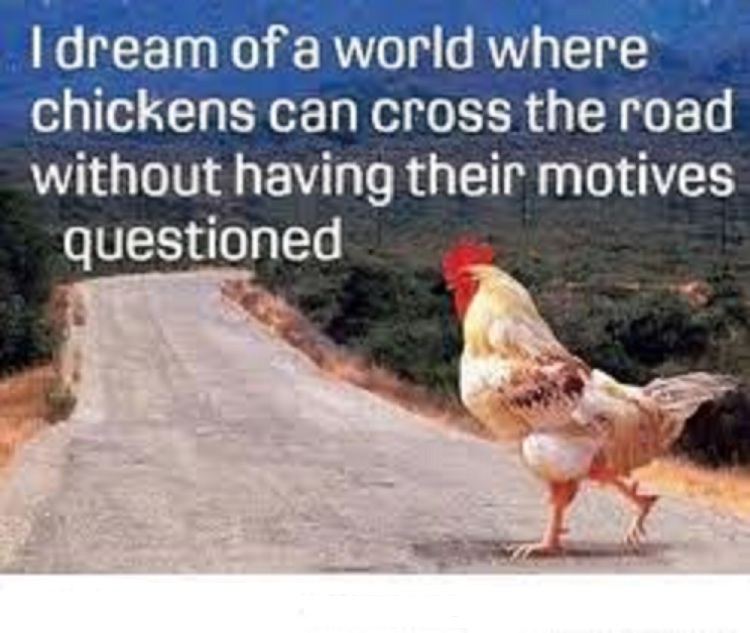 I dream of a world where
chickens can cross the road
without having their motives
questioned